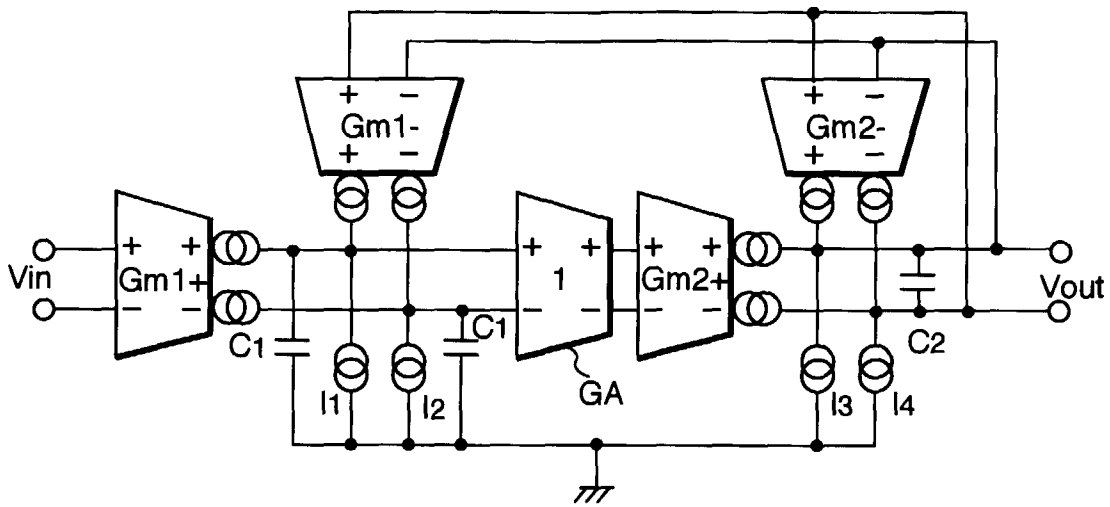 + −
Gm1-
+ −
+ −
Gm2-
+ −
Vin
+ +
Gm1+
− −
+ +
1
− −
+ +
Gm2+
− −
Vout
C1
C1
C2
I1
I2
GA
I3
I4